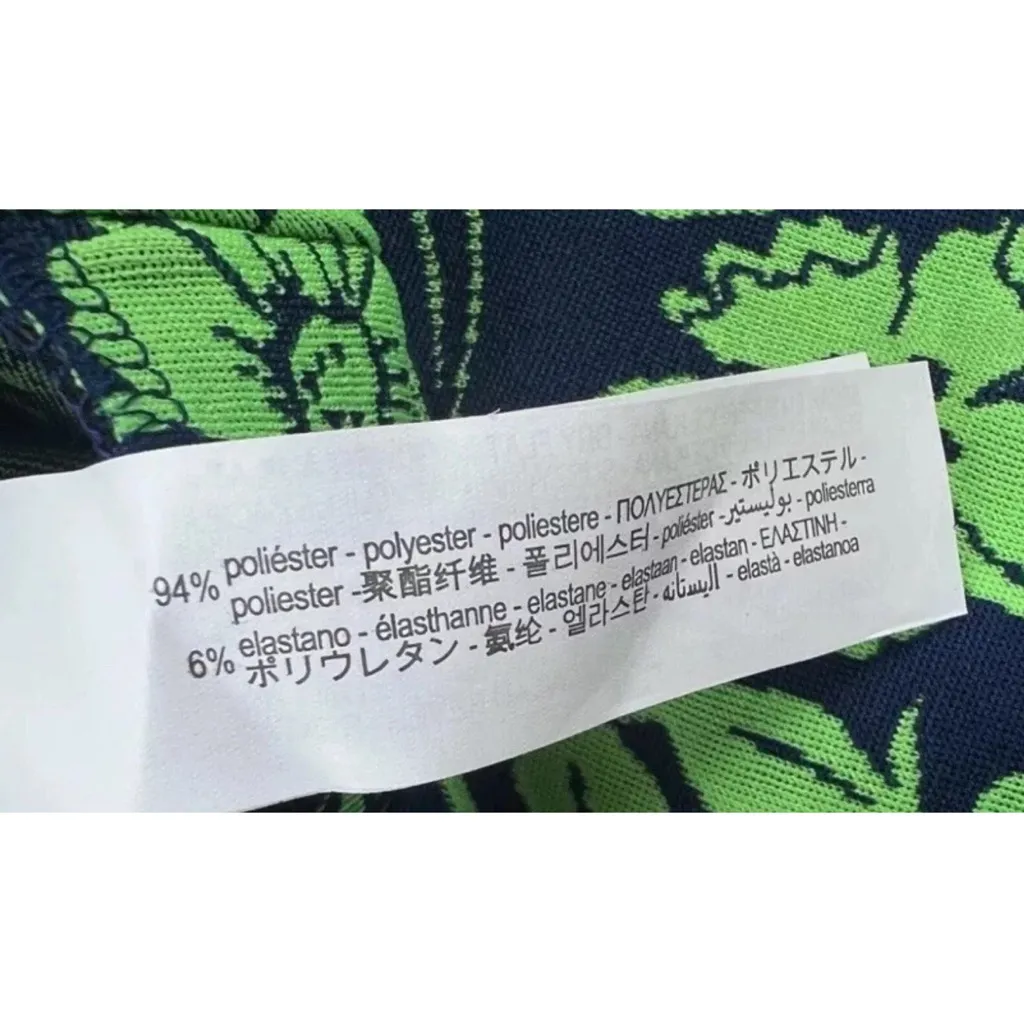 94% poliéster - polyester - poliestere - ΠΟΛΥΕΣΤΕΡΑΣ - ポリエステル -
poliester -聚酯纤维 - 폴리에스터 - poliéster - بوليستير - poliesterra
6% elastano - élasthanne - elastane - elastaan - elastan - ΕΛΑΣΤΙΝΗ -
ポリウレタン - 氨纶 - 엘라스탄 - اليستانه - elastà - elastanoa